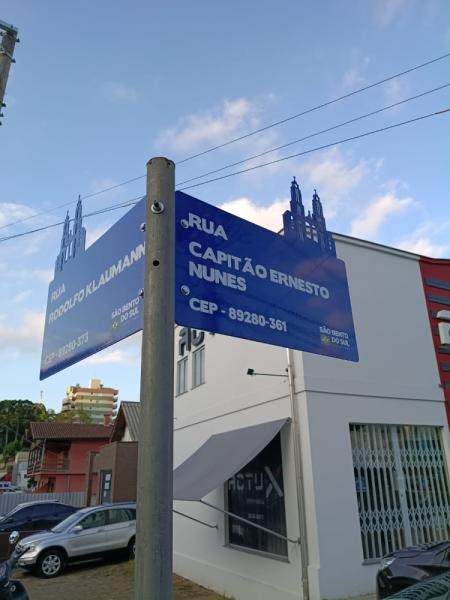 RUA
RODOLFO KLAUMANN
CEP - 89280-373
SÃO BENTO
DO SUL
RUA
CAPITÃO ERNESTO
NUNES
CEP - 89280-361
SÃO BENTO
DO SUL